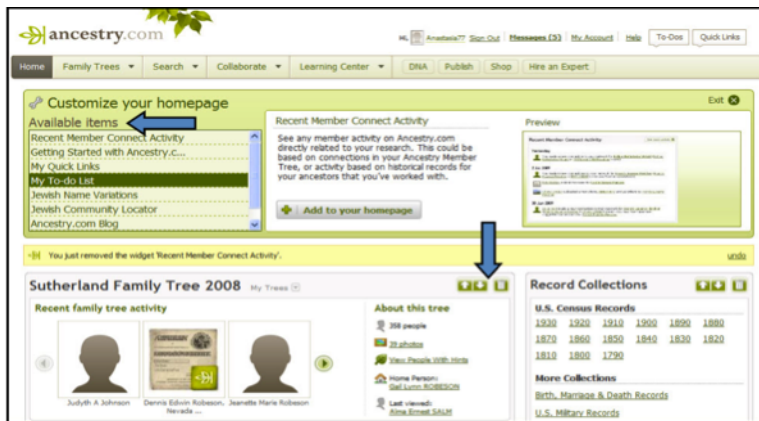 ancestry.com
Hi, Anastasia77 Sign Out Messages (5) My Account Help To-Dos Quick Links
Home Family Trees Search Collaborate Learning Center DNA Publish Shop Hire an Expert
Customize your homepage
Exit
Available items
Recent Member Connect Activity
Getting Started with Ancestry.c...
My Quick Links
My To-do List
Jewish Name Variations
Jewish Community Locator
Ancestry.com Blog
Recent Member Connect Activity
See any member activity on Ancestry.com
directly related to your research. This could be
based on connections in your Ancestry Member
Tree, or activity based on historical records for
your ancestors that you've worked with.
Add to your homepage
Preview
Recent Member Connect Activity
You just removed the widget 'Recent Member Connect Activity'.
undo
Sutherland Family Tree 2008 My Trees
Recent family tree activity
Judyth A Johnson
Dennis Edwin Robeson,
Nevada ...
Jeanette Marie Robeson
About this tree
358 people
39 photos
View People With Hints
Home Person:
Gail Lynn ROBESON
Last viewed:
Alma Ernest SALM
Record Collections
U.S. Census Records
1930 1920 1910 1900 1890 1880
1870 1860 1850 1840 1830 1820
1810 1800 1790
More Collections
Birth, Marriage & Death Records
U.S. Military Records